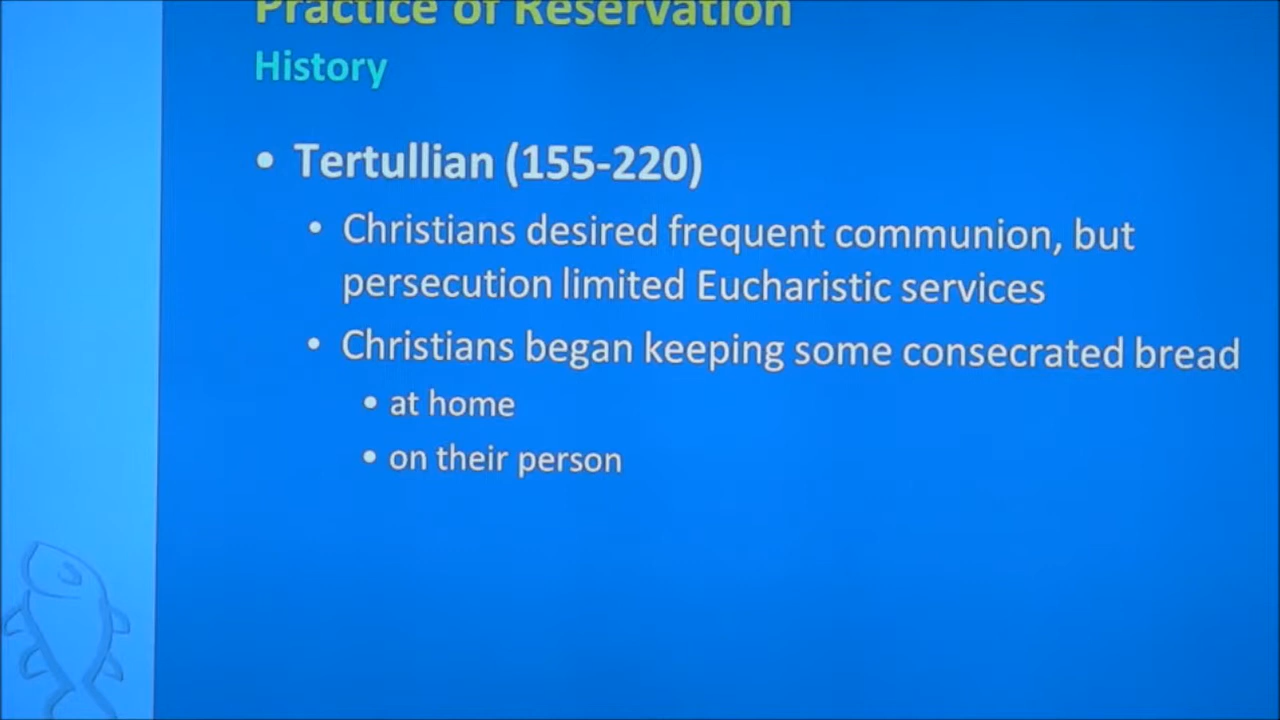 Practice of Reservation
History
• Tertullian (155-220)
• Christians desired frequent communion, but
persecution limited Eucharistic services
• Christians began keeping some consecrated bread
• at home
• on their person